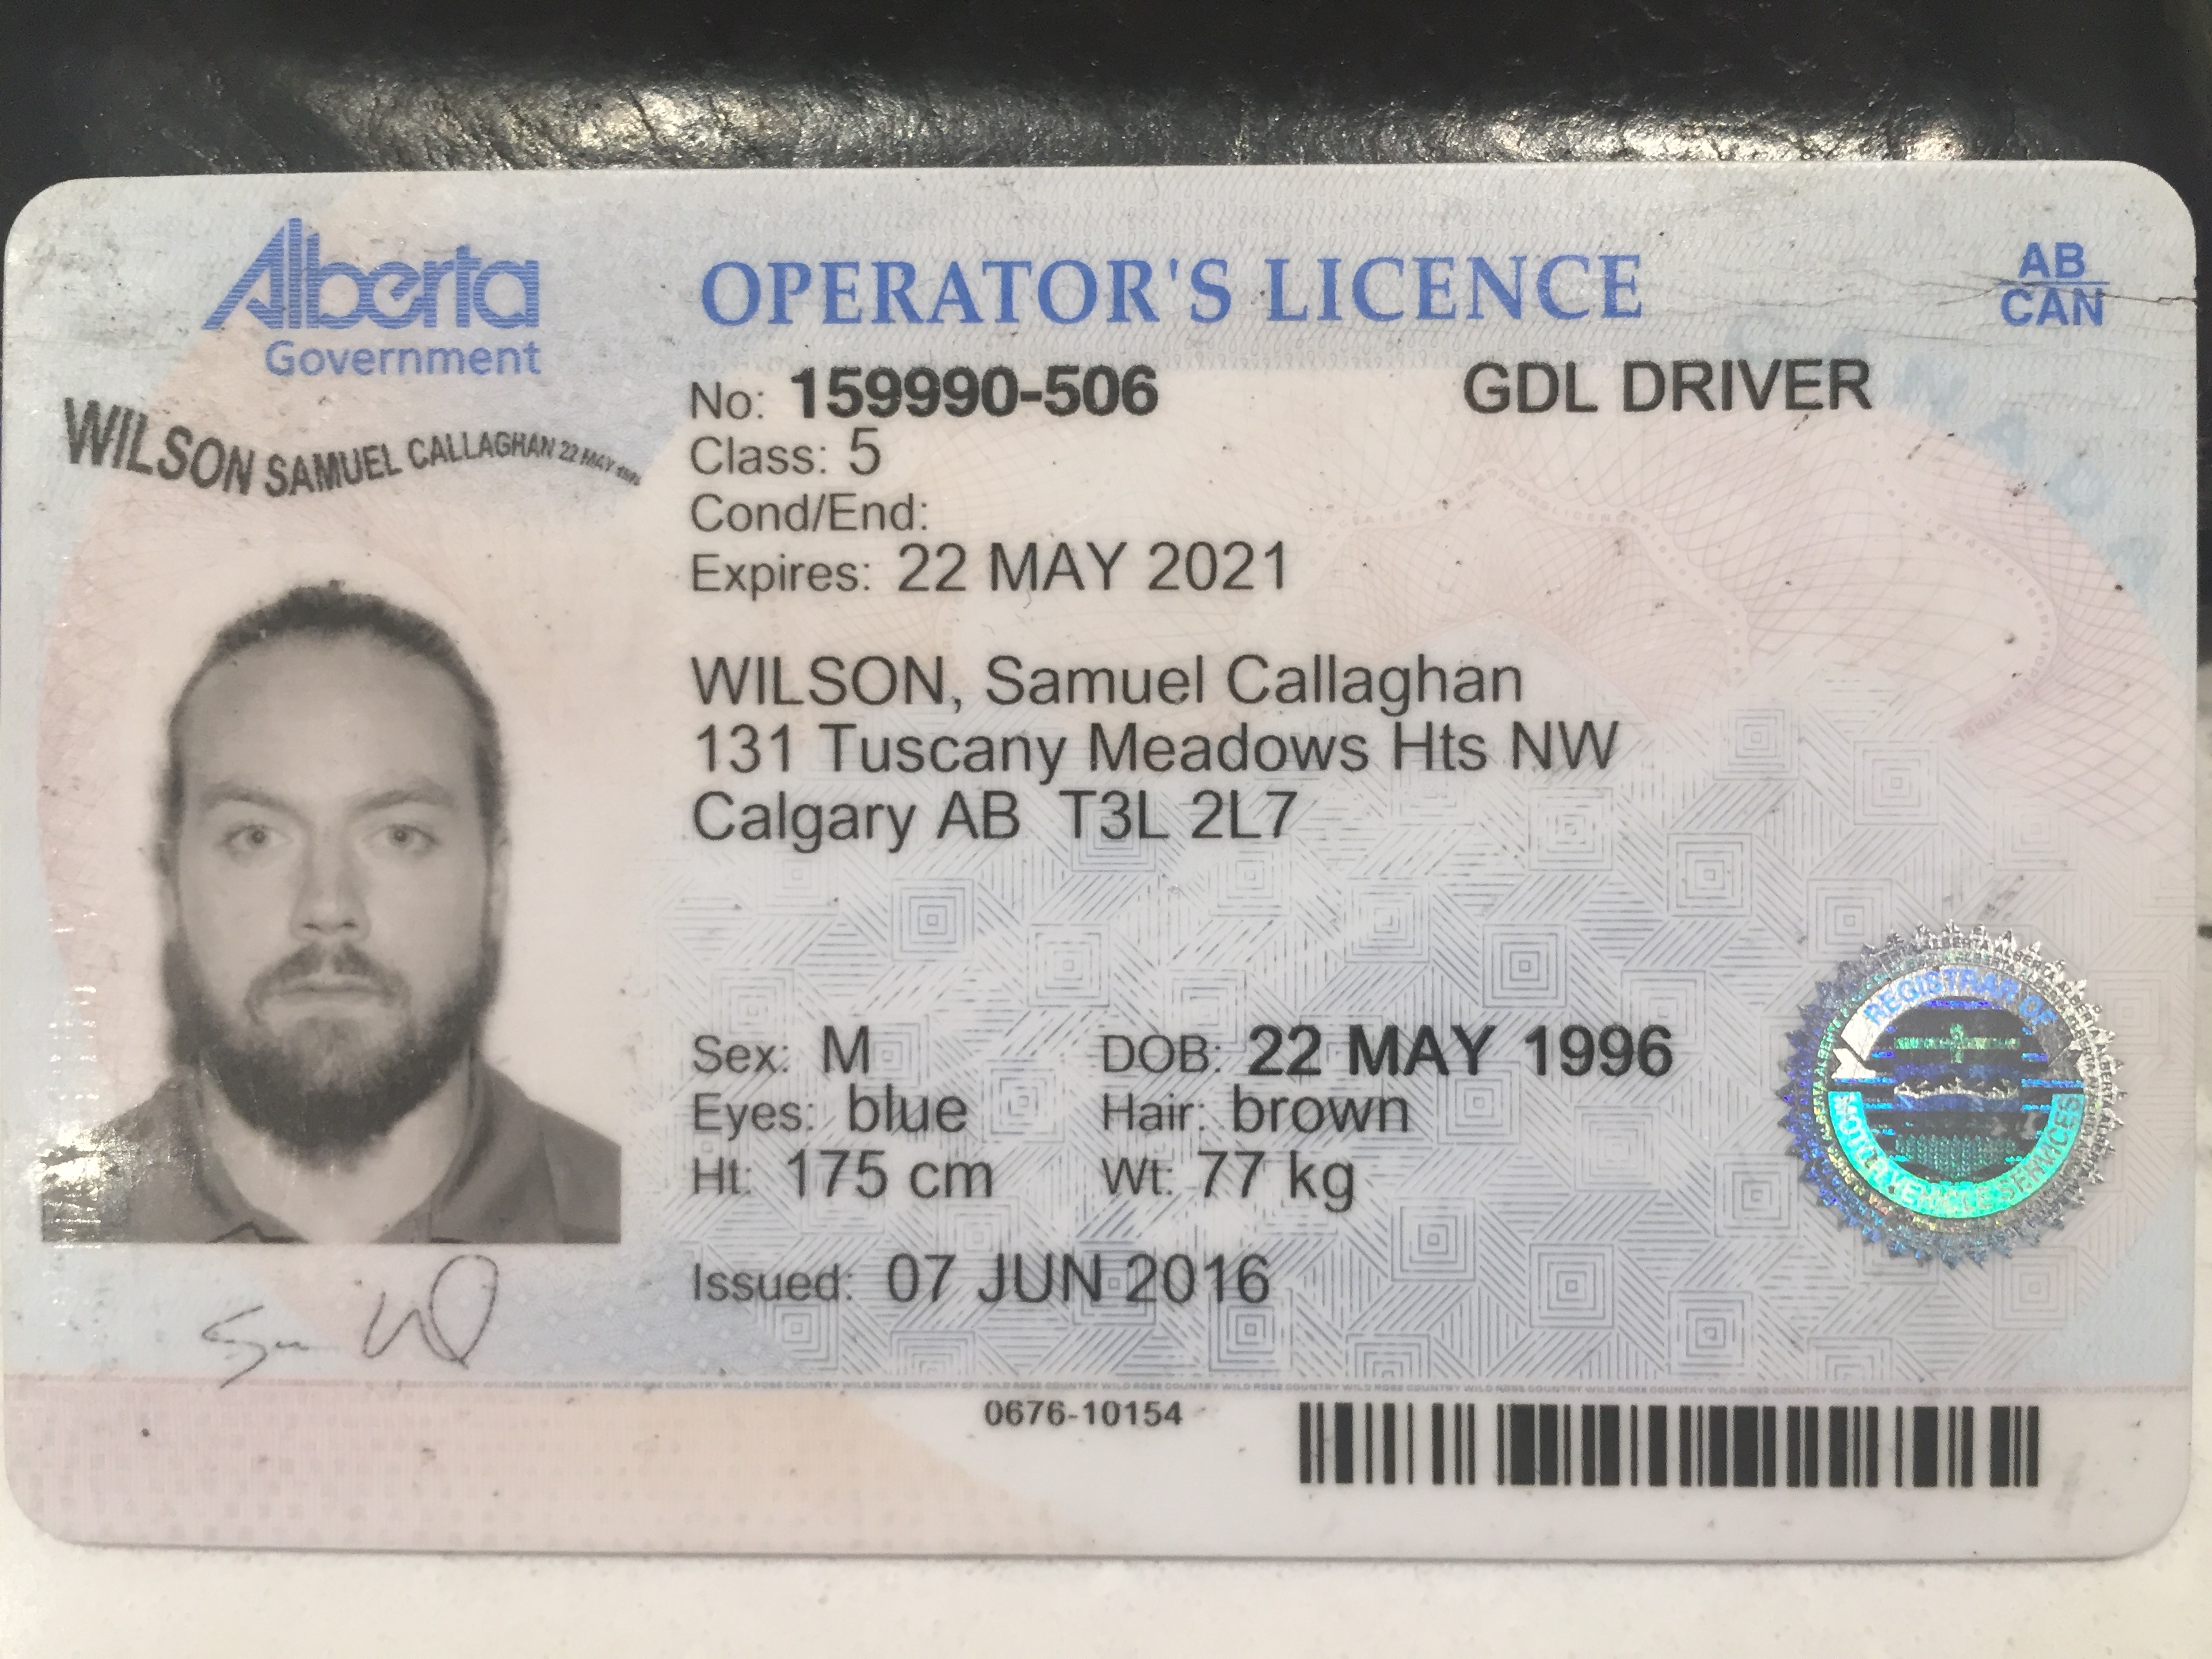 Alberta
Government
OPERATOR'S LICENCE
AB
CAN
No: 159990-506
GDL DRIVER
Class: 5
Cond/End:
Expires: 22 MAY 2021
WILSON SAMUEL CALLAGHAN 22 MAY
WILSON, Samuel Callaghan
131 Tuscany Meadows Hts NW
Calgary AB T3L 2L7
Sex: M DOB: 22 MAY 1996
Eyes: blue Hair: brown
Ht: 175 cm Wt: 77 kg
Issued: 07 JUN 2016
0676-10154
REGISTRAR OF
SERVICES